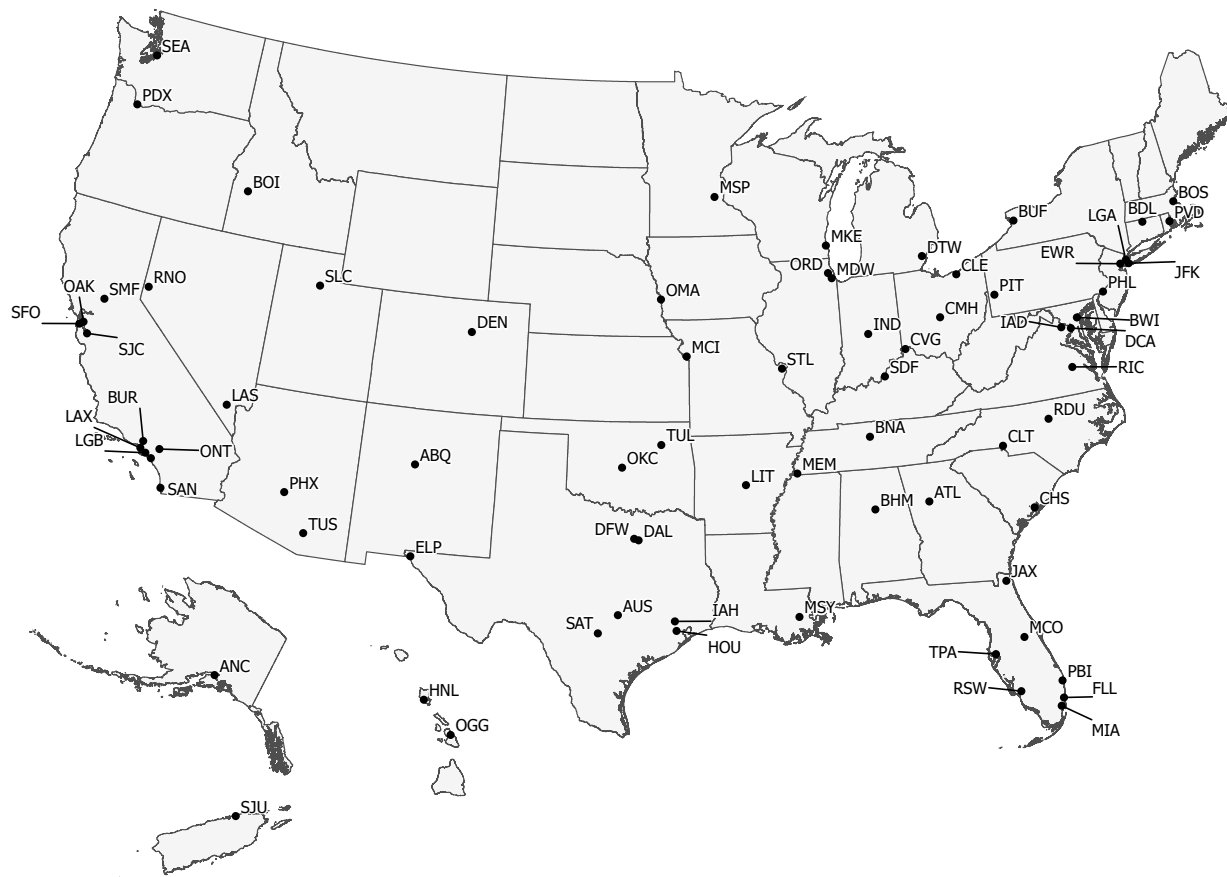 SEA
PDX
BOI
MSP
BUF
BOS
BDL
PVD
LGA
MKE
DTW
EWR
JFK
ORD
MDW
CLE
RNO
SLC
OAK
SMF
OMA
PIT
PHL
SFO
DEN
IND
CMH
IAD
BWI
DCA
SJC
MCI
STL
CVG
SDF
RIC
BUR
LAS
LAX
LGB
ONT
TUL
BNA
RDU
CLT
ABQ
OKC
LIT
MEM
SAN
PHX
BHM
ATL
CHS
TUS
DFW
DAL
ELP
JAX
AUS
IAH
MSY
SAT
HOU
MCO
TPA
ANC
PBI
HNL
RSW
FLL
OGG
MIA
SJU